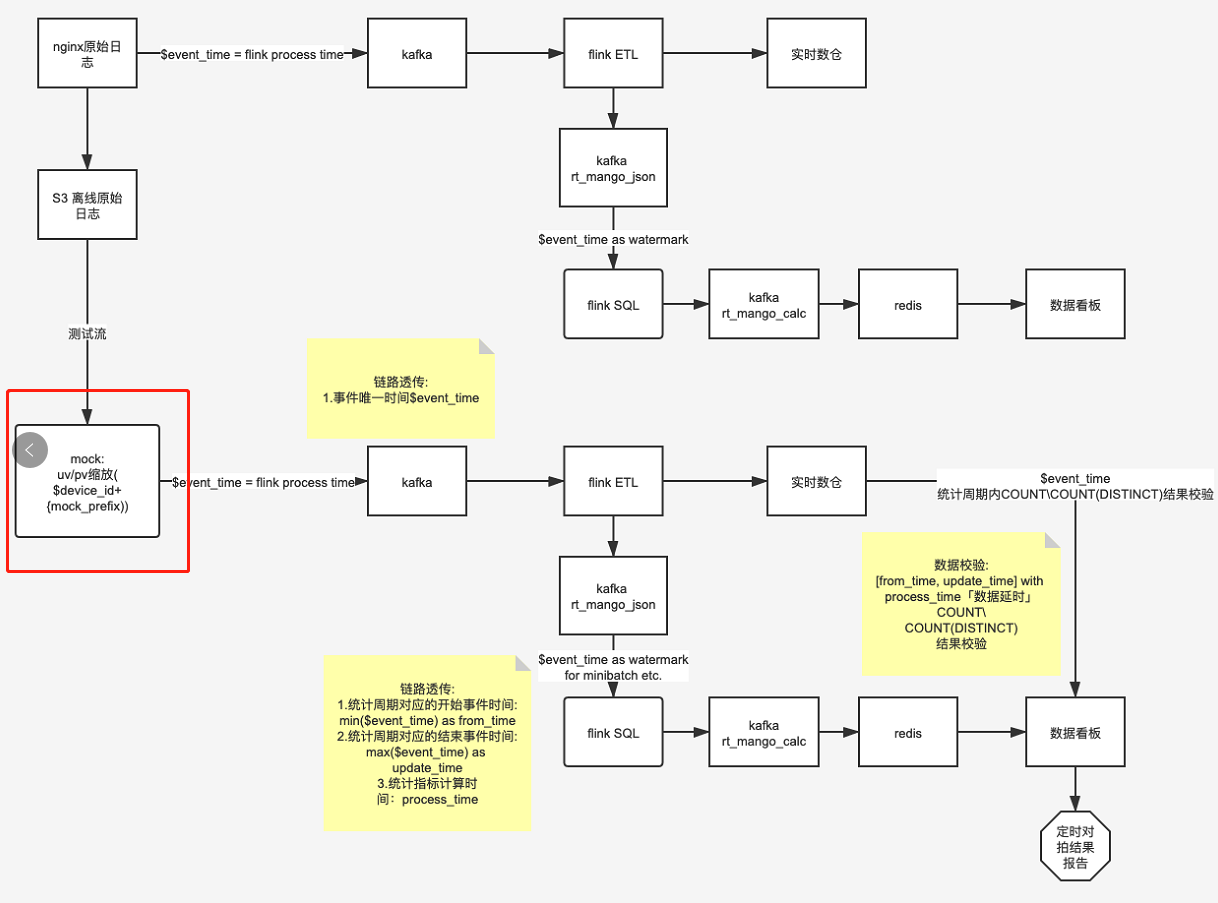 nginx原始日
志
$event_time = flink process time
kafka
flink ETL
实时数仓
kafka
rt_mango_json
S3 离线原始
日志
$event_time as watermark
flink SQL
kafka
rt_mango_calc
redis
数据看板
测试流
链路透传:
1.事件唯一时间$event_time
mock:
uv/pv缩放(
$device_id+
{mock_prefix))
$event_time = flink process time
kafka
flink ETL
实时数仓
$event_time
统计周期内COUNT\COUNT(DISTINCT)结果校验
数据校验:
[from_time, update_time] with
process_time「数据延时」
COUNT\
COUNT(DISTINCT)
结果校验
kafka
rt_mango_json
$event_time as watermark
for minibatch etc.
链路透传:
1.统计周期对应的开始事件时间:
min($event_time) as from_time
2.统计周期对应的结束事件时间:
max($event_time) as
update_time
3.统计指标计算时
间：process_time
flink SQL
kafka
rt_mango_calc
redis
数据看板
定时对
拍结果
报告